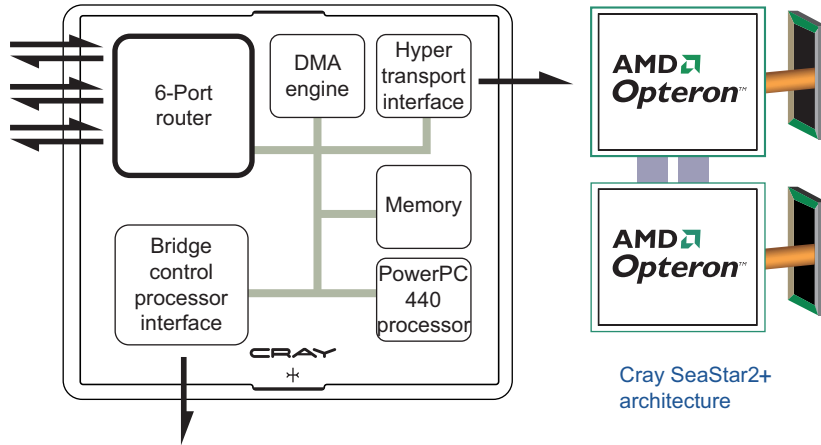 6-Port
router
DMA
engine
Hyper
transport
interface
AMD
Opteron™
Memory
Bridge
control
processor
interface
PowerPC
440
processor
AMD
Opteron™
CRAY
Cray SeaStar2+
architecture